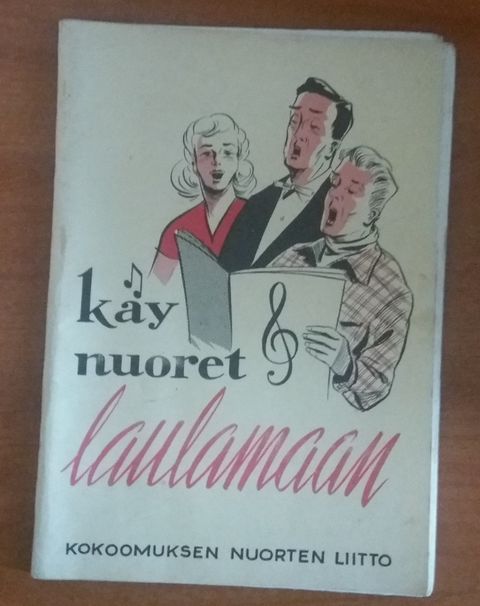 käy
nuoret
laulamaan
KOKOOMUKSEN NUORTEN LIITTO